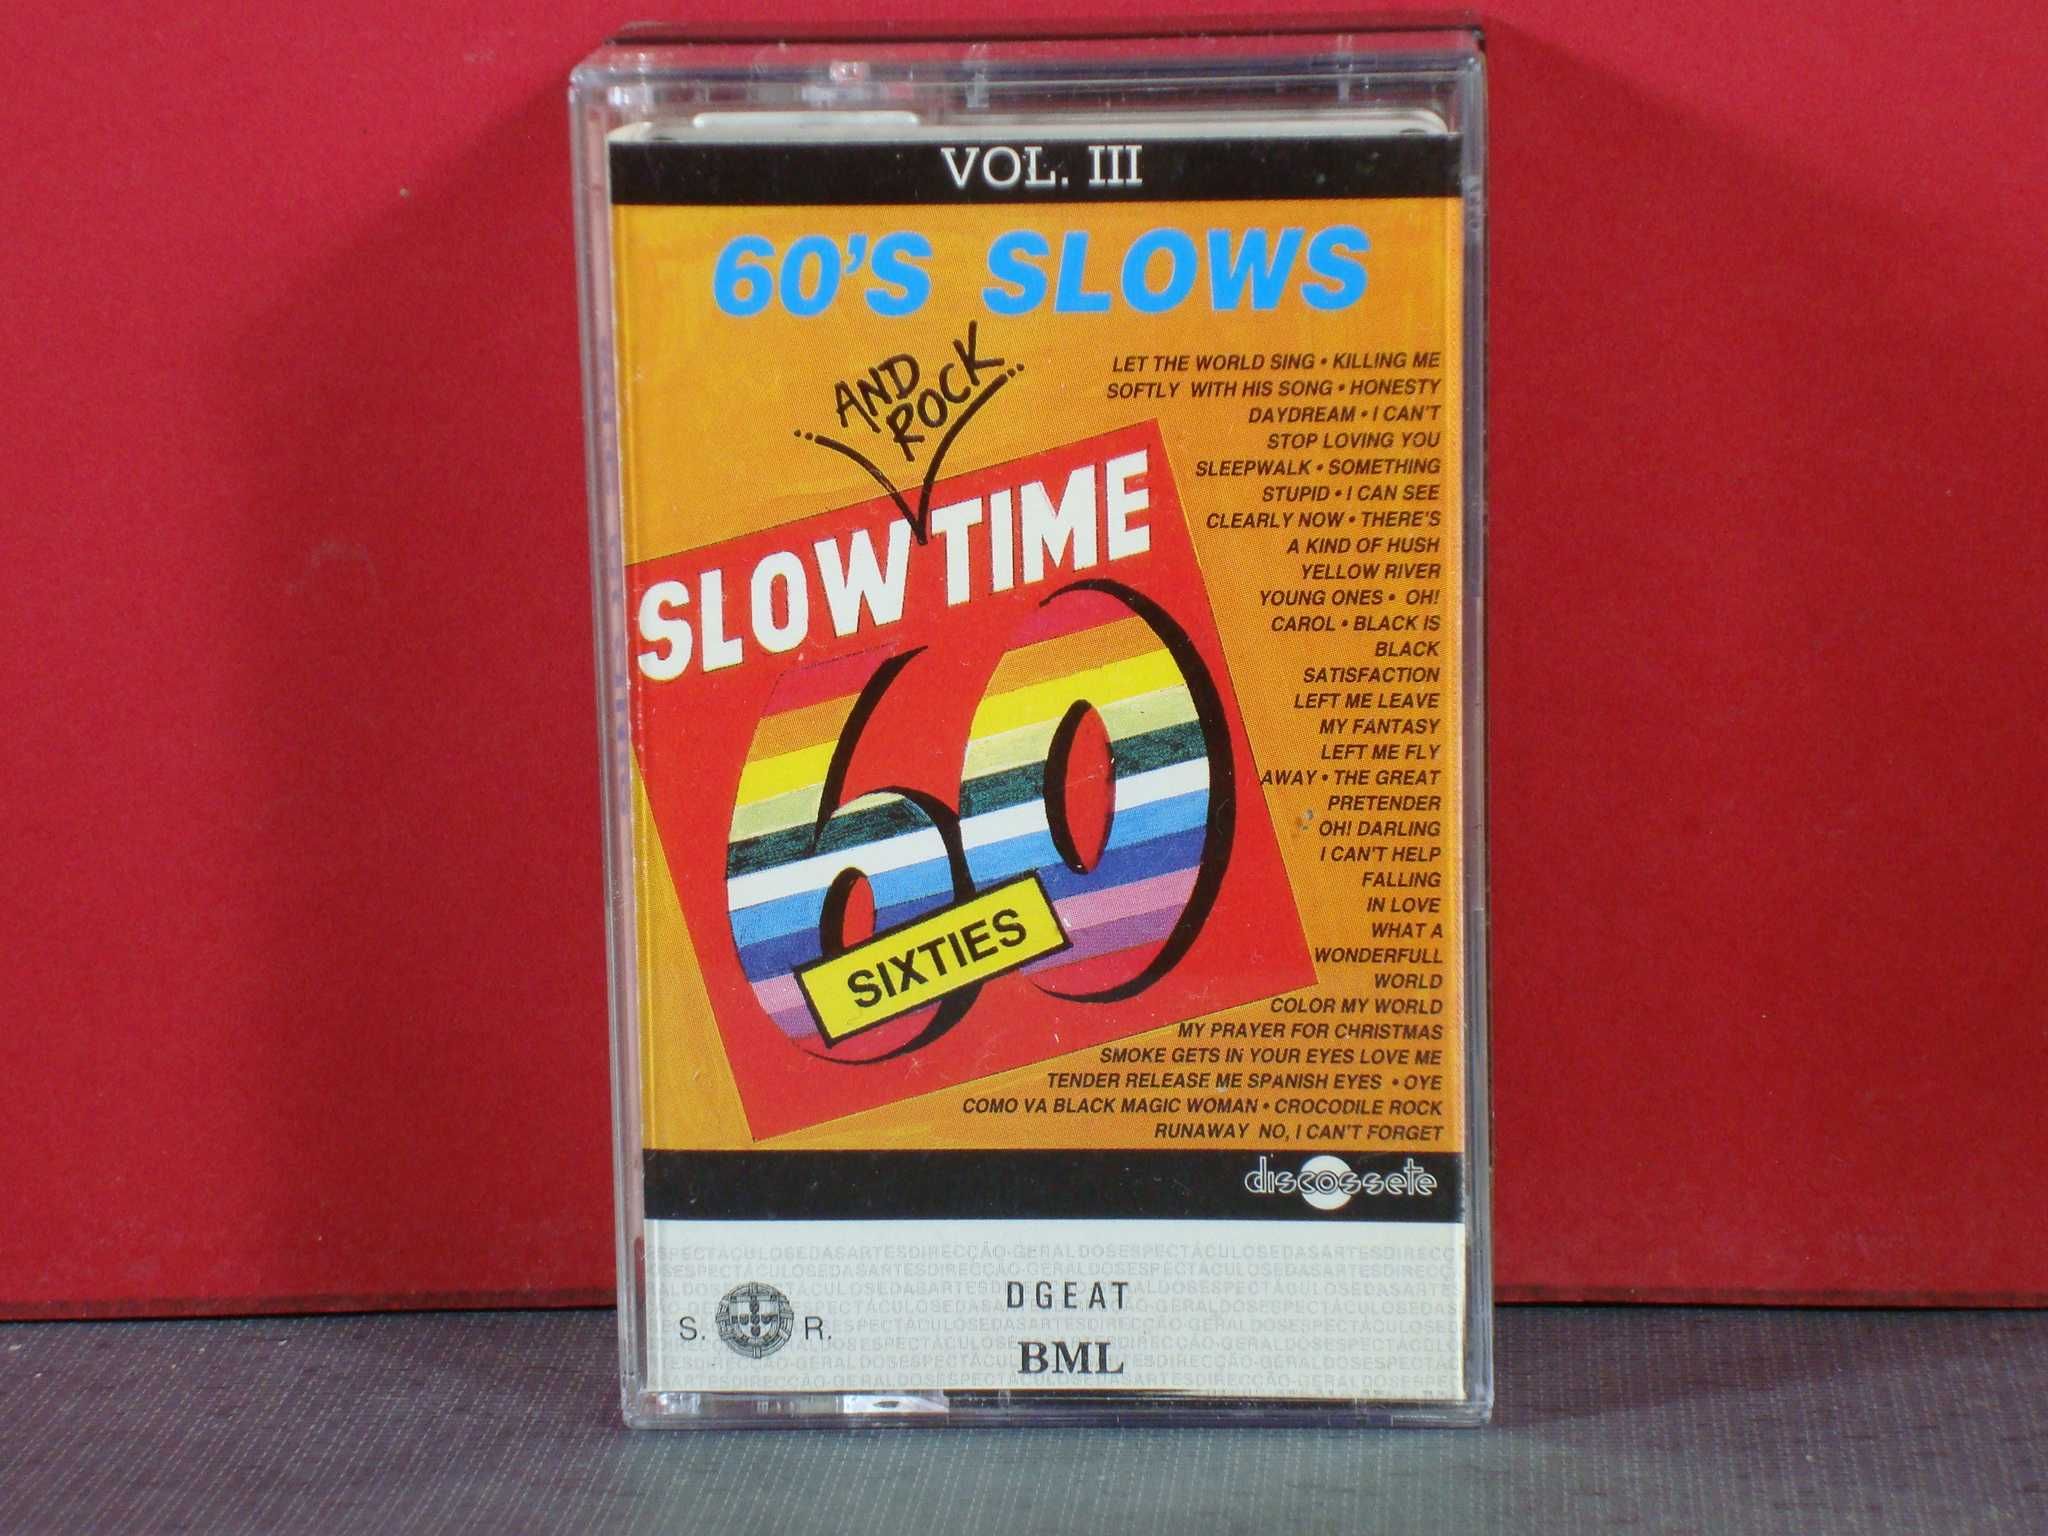 VOL. III
60'S SLOWS
AND
ROCK
SLOW TIME
60
SIXTIES
LET THE WORLD SING • KILLING ME
SOFTLY WITH HIS SONG • HONESTY
DAYDREAM • I CAN'T
STOP LOVING YOU
SLEEPWALK • SOMETHING
STUPID • I CAN SEE
CLEARLY NOW • THERE'S
A KIND OF HUSH
YELLOW RIVER
YOUNG ONES • OH!
CAROL • BLACK IS
BLACK
SATISFACTION
LEFT ME LEAVE
MY FANTASY
LEFT ME FLY
AWAY • THE GREAT
PRETENDER
OH! DARLING
I CAN'T HELP
FALLING
IN LOVE
WHAT A
WONDERFULL
WORLD
COLOR MY WORLD
MY PRAYER FOR CHRISTMAS
SMOKE GETS IN YOUR EYES LOVE ME
TENDER RELEASE ME SPANISH EYES • OYE
COMO VA BLACK MAGIC WOMAN • CROCODILE ROCK
RUNAWAY NO, I CAN'T FORGET
discossete
DGEAT
S. R.
BML